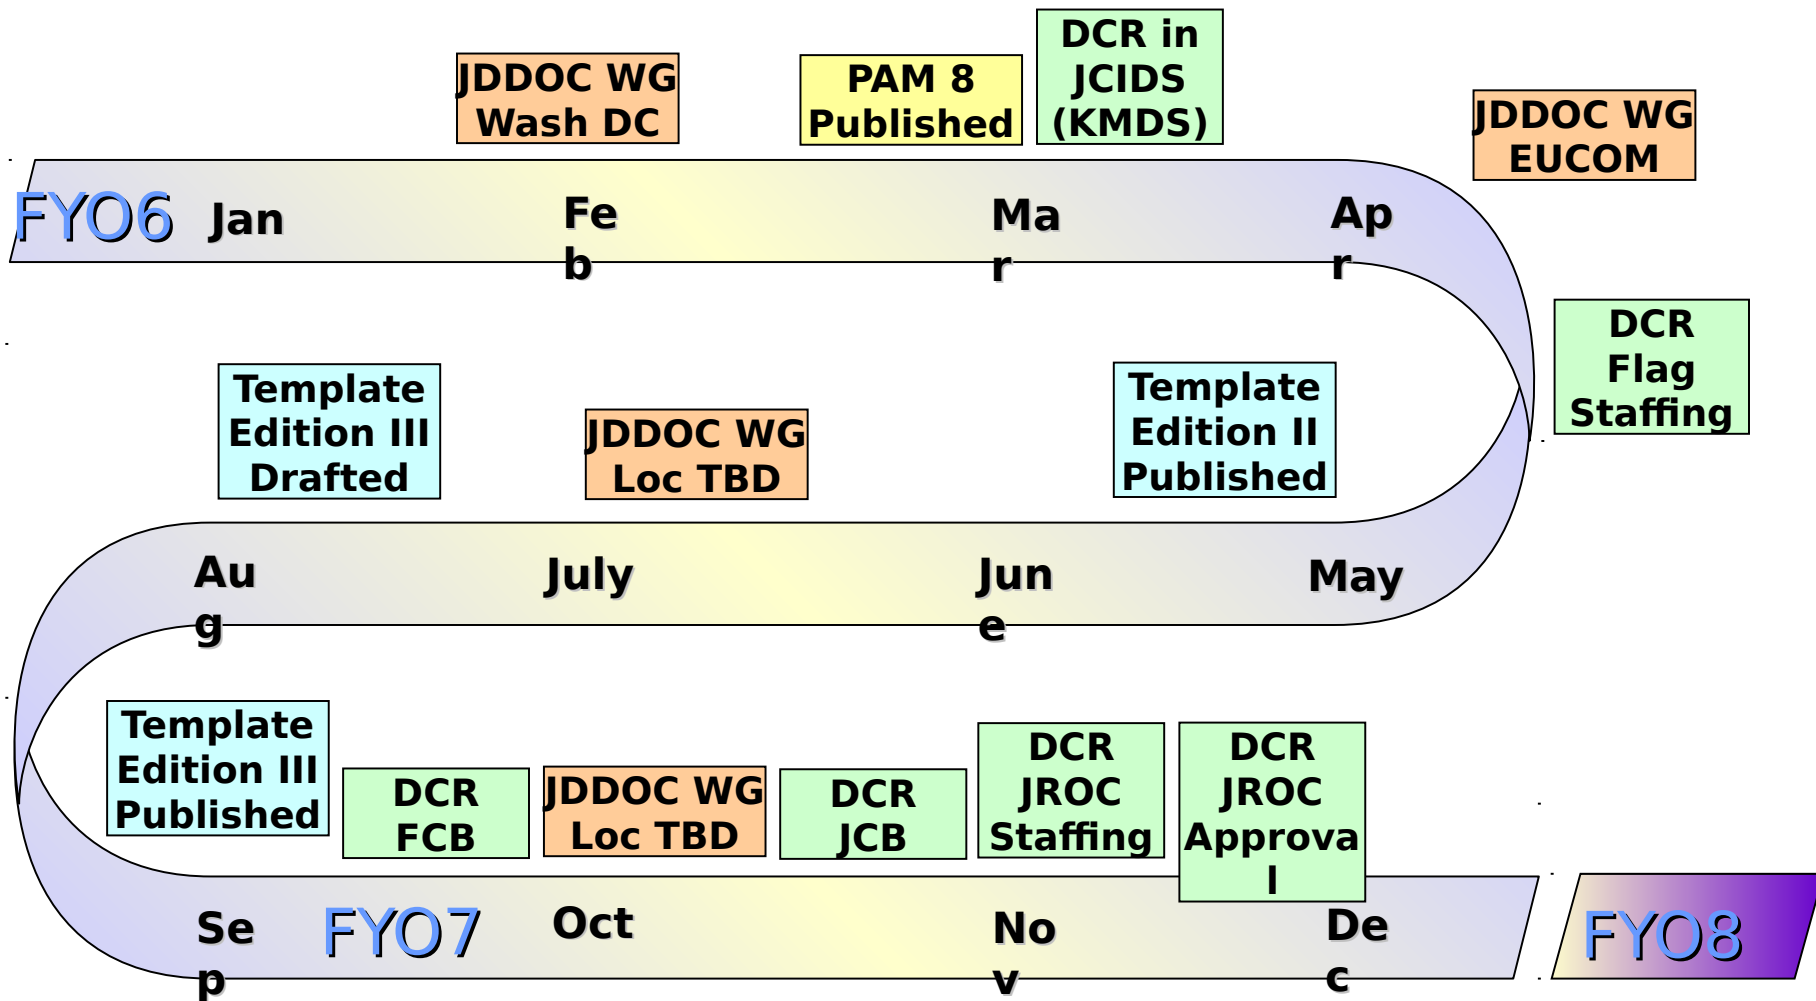 JDDOC WG
Wash DC
PAM 8
Published
DCR in
JCIDS
(KMDS)
JDDOC WG
EUCOM
FYO6
Jan
Fe
b
Ma
r
Ap
r
DCR
Flag
Staffing
Template
Edition III
Drafted
JDDOC WG
Loc TBD
Template
Edition II
Published
Au
g
July
Jun
e
May
Template
Edition III
Published
DCR
FCB
JDDOC WG
Loc TBD
DCR
JCB
DCR
JROC
Staffing
DCR
JROC
Approva
l
Se
p
FYO7
Oct
No
v
De
c
FYO8